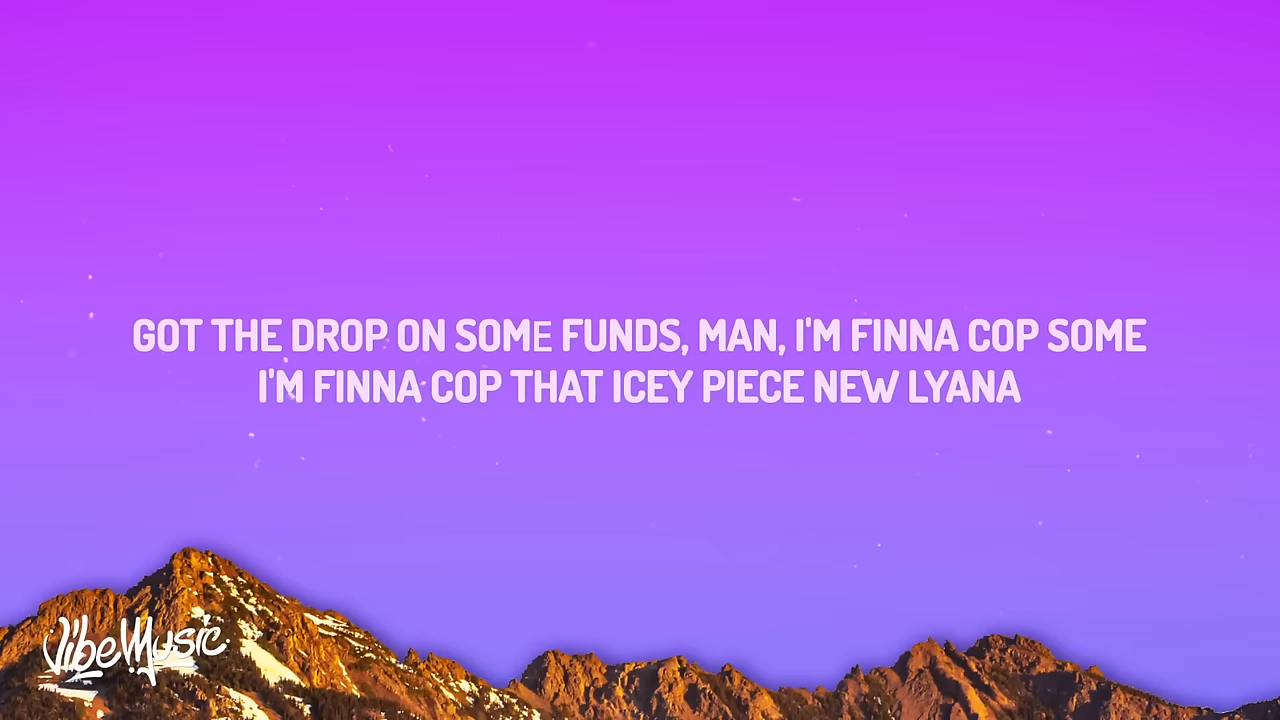 GOT THE DROP ON SOME FUNDS, MAN, I'M FINNA COP SOME
I'M FINNA COP THAT ICEY PIECE NEW LYANA
VibeMusic